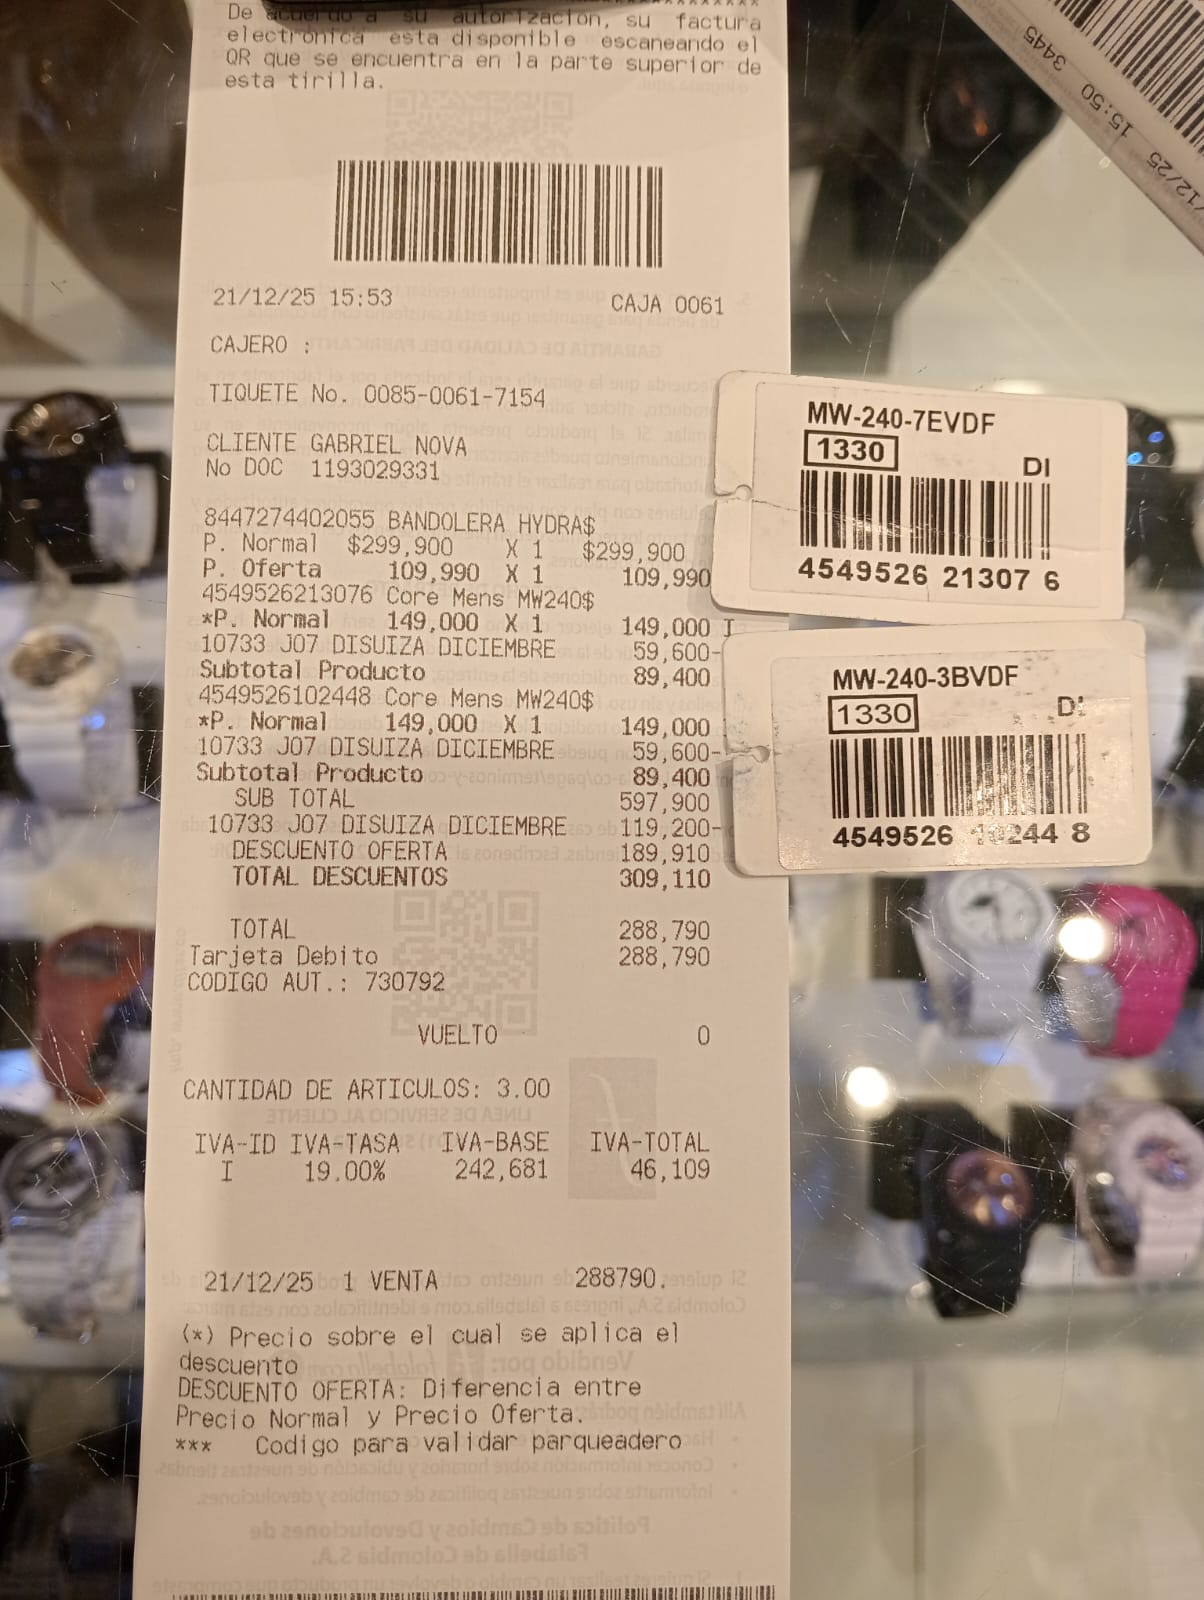 De acuerdo a su autorizacion, su factura
electronica esta disponible escaneando el
QR que se encuentra en la parte superior de
esta tirilla.
21/12/25 15:53 CAJA 0061
CAJERO :
TIQUETE No. 0085-0061-7154
CLIENTE GABRIEL NOVA
No DOC 1193029331
8447274402055 BANDOLERA HYDRA$
P. Normal $299,900 X 1 $299,900
P. Oferta 109,990 X 1 109,990
4549526213076 Core Mens MW240$
*P. Normal 149,000 X 1 149,000 I
10733 J07 DISUIZA DICIEMBRE 59,600-
Subtotal Producto 89,400
4549526102448 Core Mens MW240$
*P. Normal 149,000 X 1 149,000
10733 J07 DISUIZA DICIEMBRE 59,600-
Subtotal Producto 89,400
SUB TOTAL 597,900
10733 J07 DISUIZA DICIEMBRE 119,200-
DESCUENTO OFERTA 189,910
TOTAL DESCUENTOS 309,110
TOTAL 288,790
Tarjeta Debito 288,790
CODIGO AUT.: 730792
VUELTO 0
CANTIDAD DE ARTICULOS: 3.00
IVA-ID IVA-TASA IVA-BASE IVA-TOTAL
I 19.00% 242,681 46,109
21/12/25 1 VENTA 288790.
(*) Precio sobre el cual se aplica el
descuento
DESCUENTO OFERTA: Diferencia entre
Precio Normal y Precio Oferta.
*** Codigo para validar parqueadero
MW-240-7EVDF
1330 DI
4549526 21307 6
MW-240-3BVDF
1330 DI
4549526 10244 8
/12/25 15:50 3445